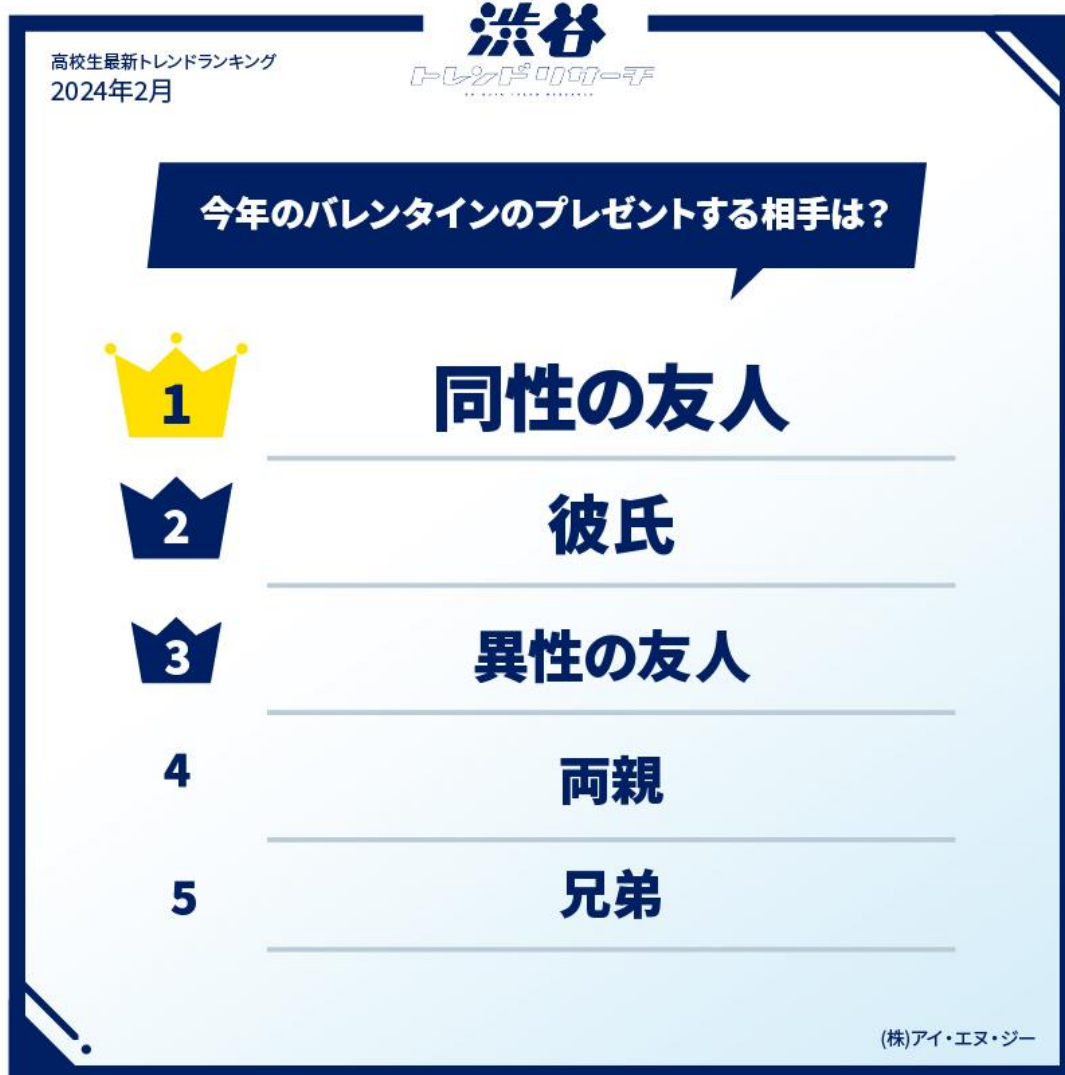 渋谷
トレンドリサーチ
高校生最新トレンドランキング
2024年2月
今年のバレンタインのプレゼントする相手は？
1 同性の友人
2 彼氏
3 異性の友人
4 両親
5 兄弟
(株)アイ・エヌ・ジー